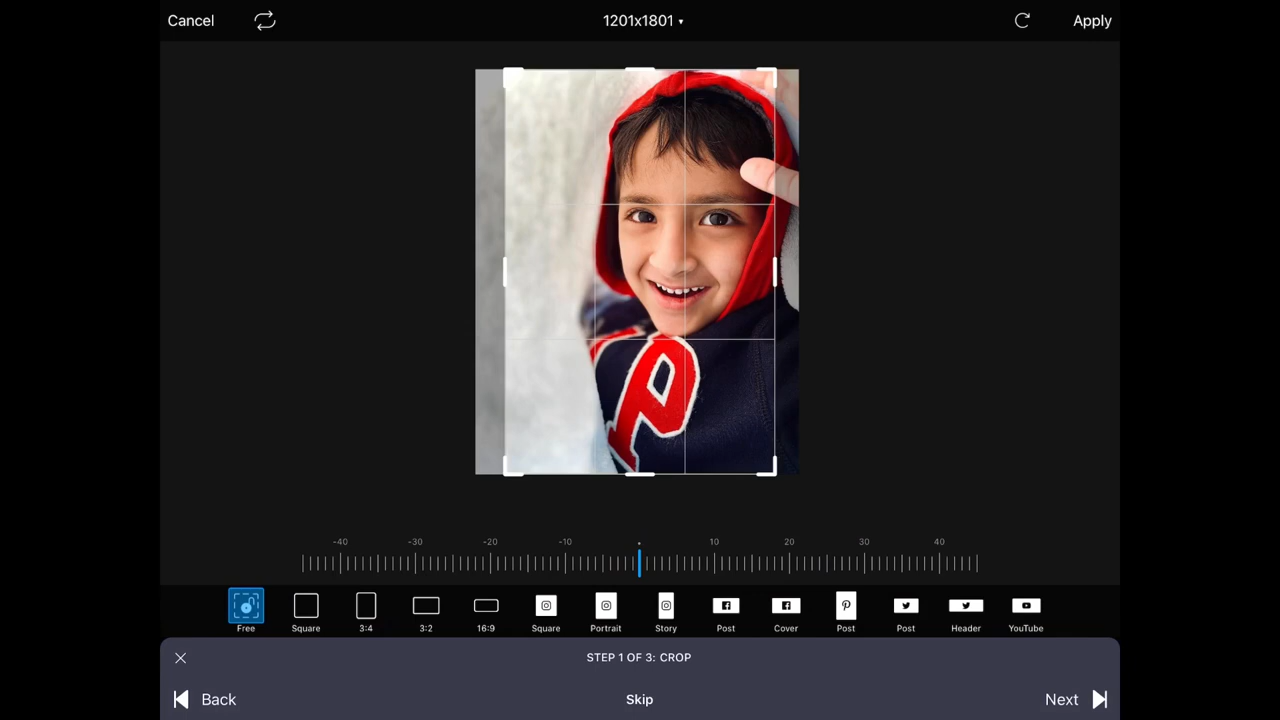 Cancel
1201x1801 ▾
Apply
-40 -30 -20 -10 10 20 30 40
Free Square 3:4 3:2 16:9 Square Portrait Story Post Cover Post Post Header YouTube
STEP 1 OF 3: CROP
Back Skip Next
P